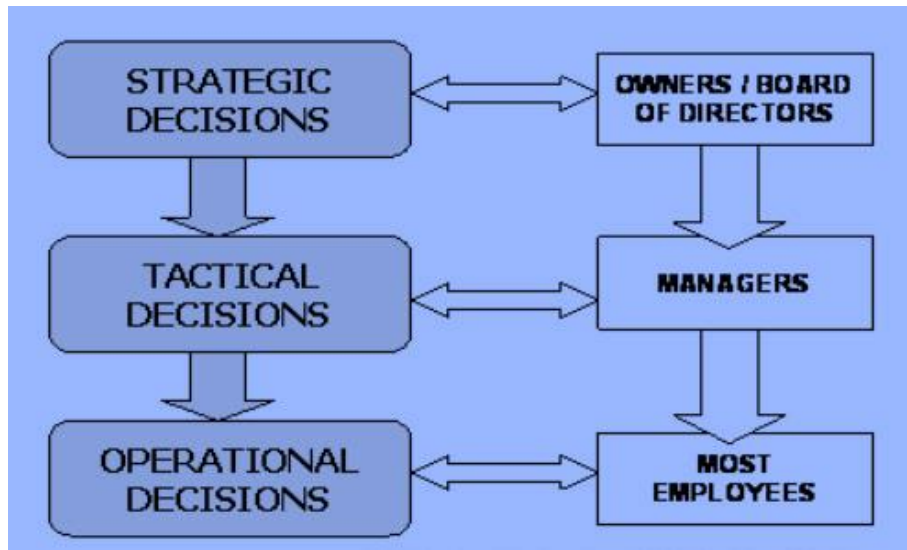 STRATEGIC
DECISIONS
OWNERS / BOARD
OF DIRECTORS
TACTICAL
DECISIONS
MANAGERS
OPERATIONAL
DECISIONS
MOST
EMPLOYEES